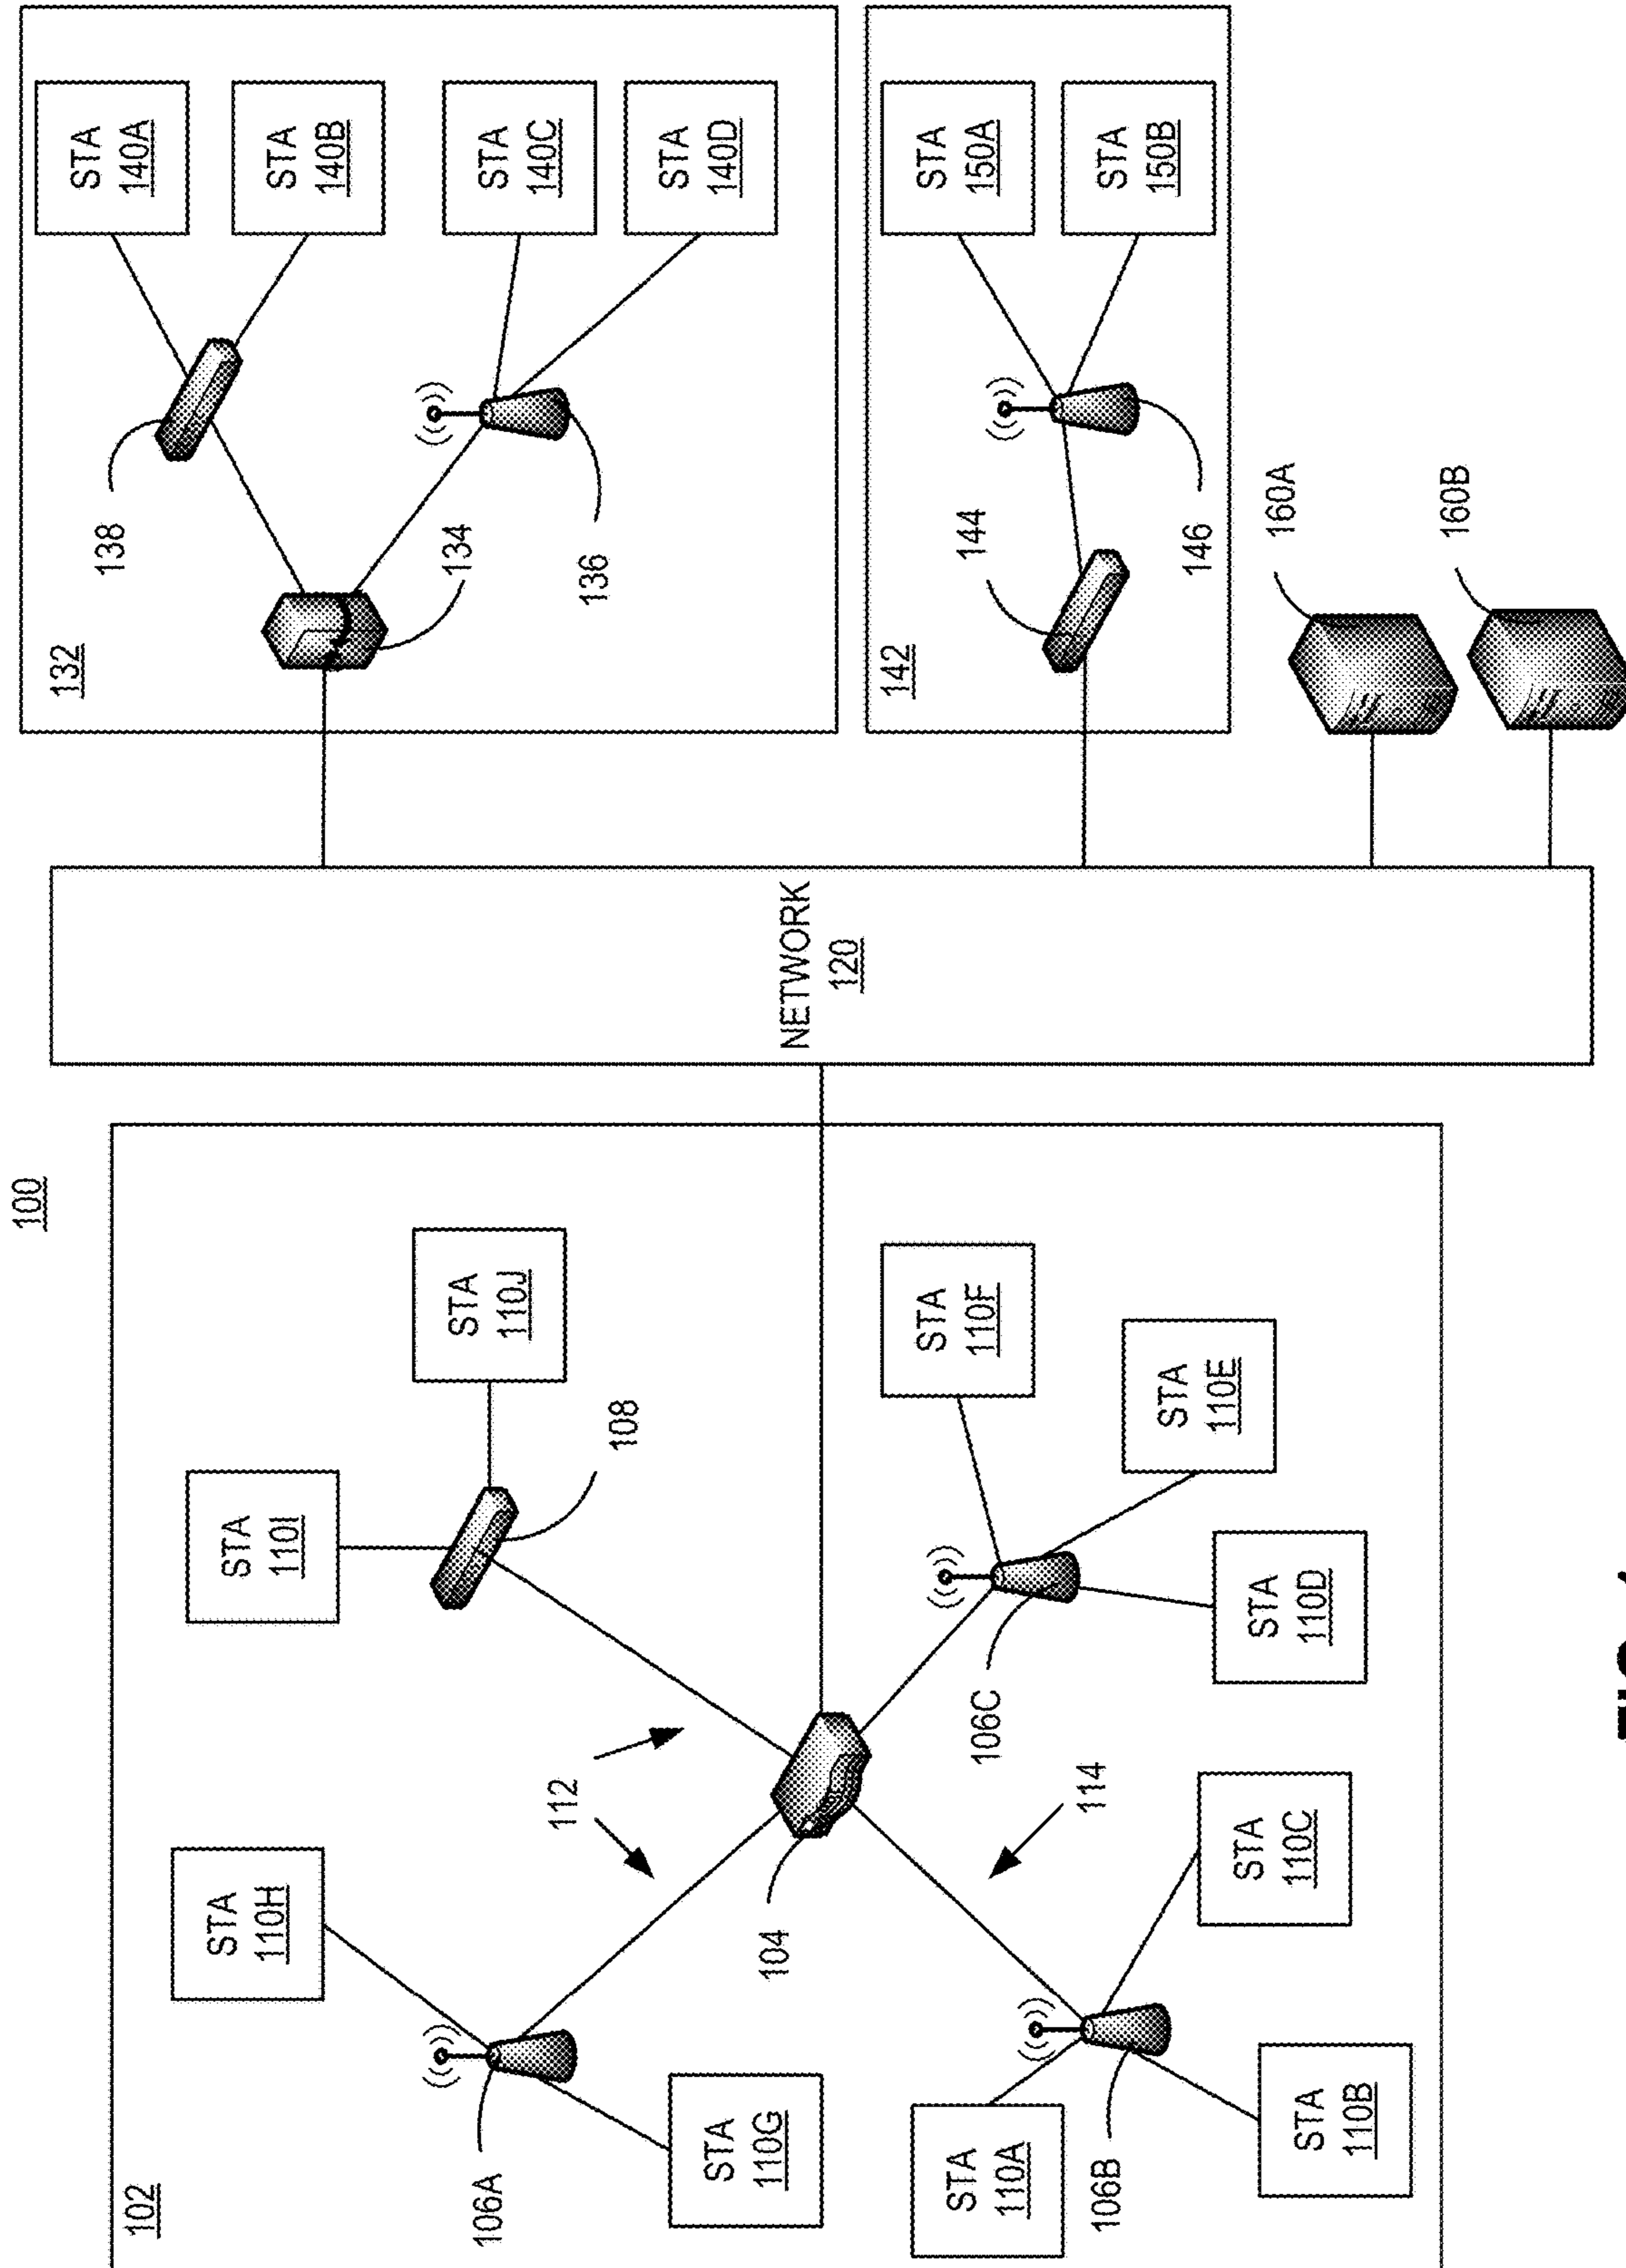 100
102
STA
110H
STA
110I
STA
110J
108
106A
STA
110G
112
104
STA
110A
106B
STA
110B
114
STA
110C
106C
STA
110D
STA
110E
STA
110F
NETWORK
120
132
138
134
136
STA
140A
STA
140B
STA
140C
STA
140D
142
144
146
STA
150A
STA
150B
160A
160B